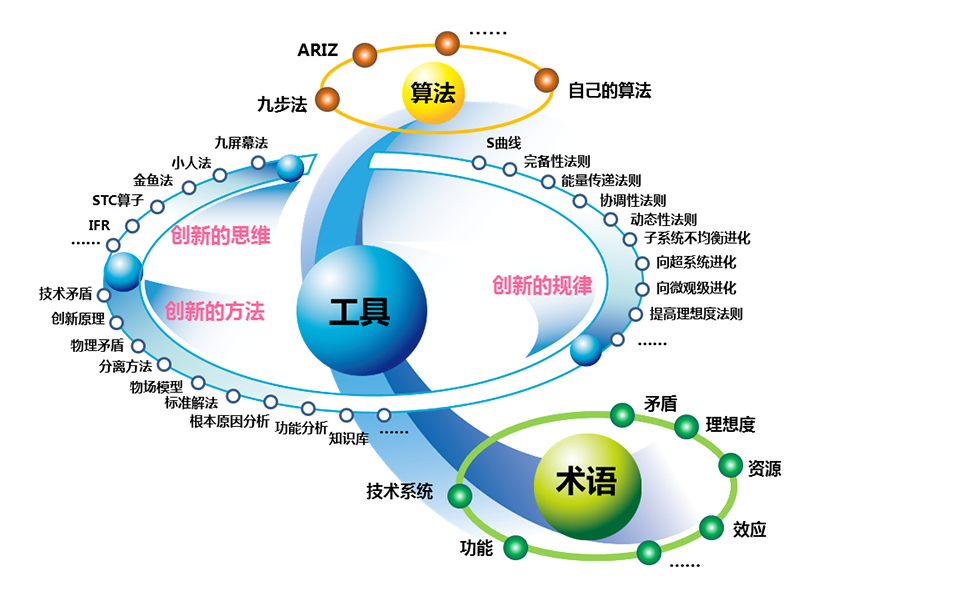 ……
ARIZ
九步法
算法
自己的算法
九屏幕法
小人法
金鱼法
STC算子
IFR
……
创新的思维
S曲线
完备性法则
能量传递法则
协调性法则
动态性法则
子系统不均衡进化
向超系统进化
向微观级进化
提高理想度法则
……
创新的规律
工具
创新的方法
技术矛盾
创新原理
物理矛盾
分离方法
物场模型
标准解法
根本原因分析
功能分析
知识库
……
矛盾
理想度
资源
效应
……
术语
技术系统
功能